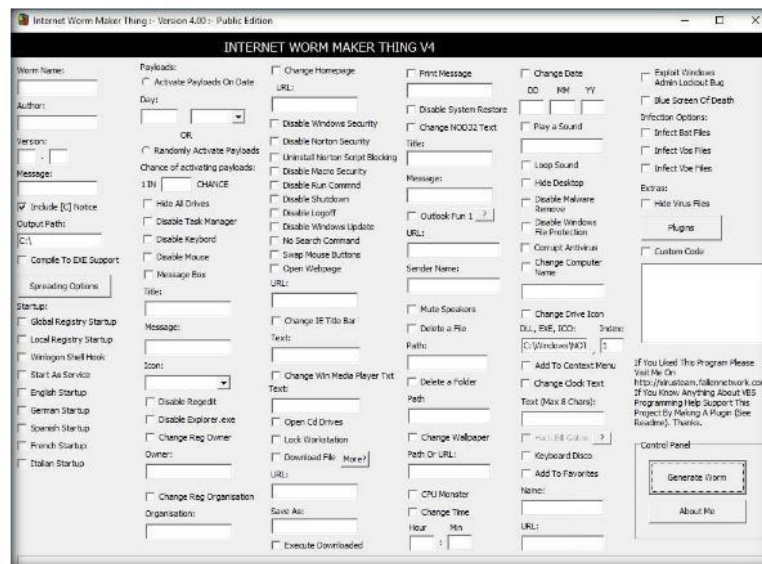 Internet Worm Maker Thing :- Version 4.00 :- Public Edition
INTERNET WORM MAKER THING V4
Worm Name:
Author:
Version:
-
Message:
Include [C] Notice
Output Path:
C:\
Compile To EXE Support
Spreading Options
Startup:
Global Registry Startup
Local Registry Startup
Winlogon Shell Hook
Start As Service
English Startup
German Startup
Spanish Startup
French Startup
Italian Startup
Payloads:
Activate Payloads On Date
Day:
OR
Randomly Activate Payloads
Chance of activating payloads:
1 IN CHANCE
Hide All Drives
Disable Task Manager
Disable Keybord
Disable Mouse
Message Box
Title:
Message:
Icon:
Disable Regedit
Disable Explorer.exe
Change Reg Owner
Owner:
Change Reg Organisation
Organisation:
Change Homepage
URL:
Disable Windows Security
Disable Norton Security
Uninstall Norton Script Blocking
Disable Macro Security
Disable Run Commnd
Disable Shutdown
Disable Logoff
Disable Windows Update
No Search Command
Swap Mouse Buttons
Open Webpage
URL:
Change IE Title Bar
Text:
Change Win Media Player Txt
Text:
Open Cd Drives
Lock Workstation
Download File More?
URL:
Save As:
Execute Downloaded
Print Message
Disable System Restore
Change NOD32 Text
Title:
Message:
Outlook Fun 1 ?
URL:
Sender Name:
Mute Speakers
Delete a File
Path:
Delete a Folder
Path
Change Wallpaper
Path Or URL:
CPU Monster
Change Time
Hour Min
:
Change Date
DD MM YY
Play a Sound
Loop Sound
Hide Desktop
Disable Malware
Remove
Disable Windows
File Protection
Corrupt Antivirus
Change Computer
Name
Change Drive Icon
DLL, EXE, ICO: Index:
C:\Windows\NOT , 1
Add To Context Menu
Change Clock Text
Text (Max 8 Chars):
Hack Bill Gates ?
Keyboard Disco
Add To Favorites
Name:
URL:
Exploit Windows
Admin Lockout Bug
Blue Screen Of Death
Infection Options:
Infect Bat Files
Infect Vbs Files
Infect Vbe Files
Extras:
Hide Virus Files
Plugins
Custom Code
If You Liked This Program Please
Visit Me On
http://virusteam.fallennetwork.com
If You Know Anything About VBS
Programming Help Support This
Project By Making A Plugin (See
Readme). Thanks.
Control Panel
Generate Worm
About Me